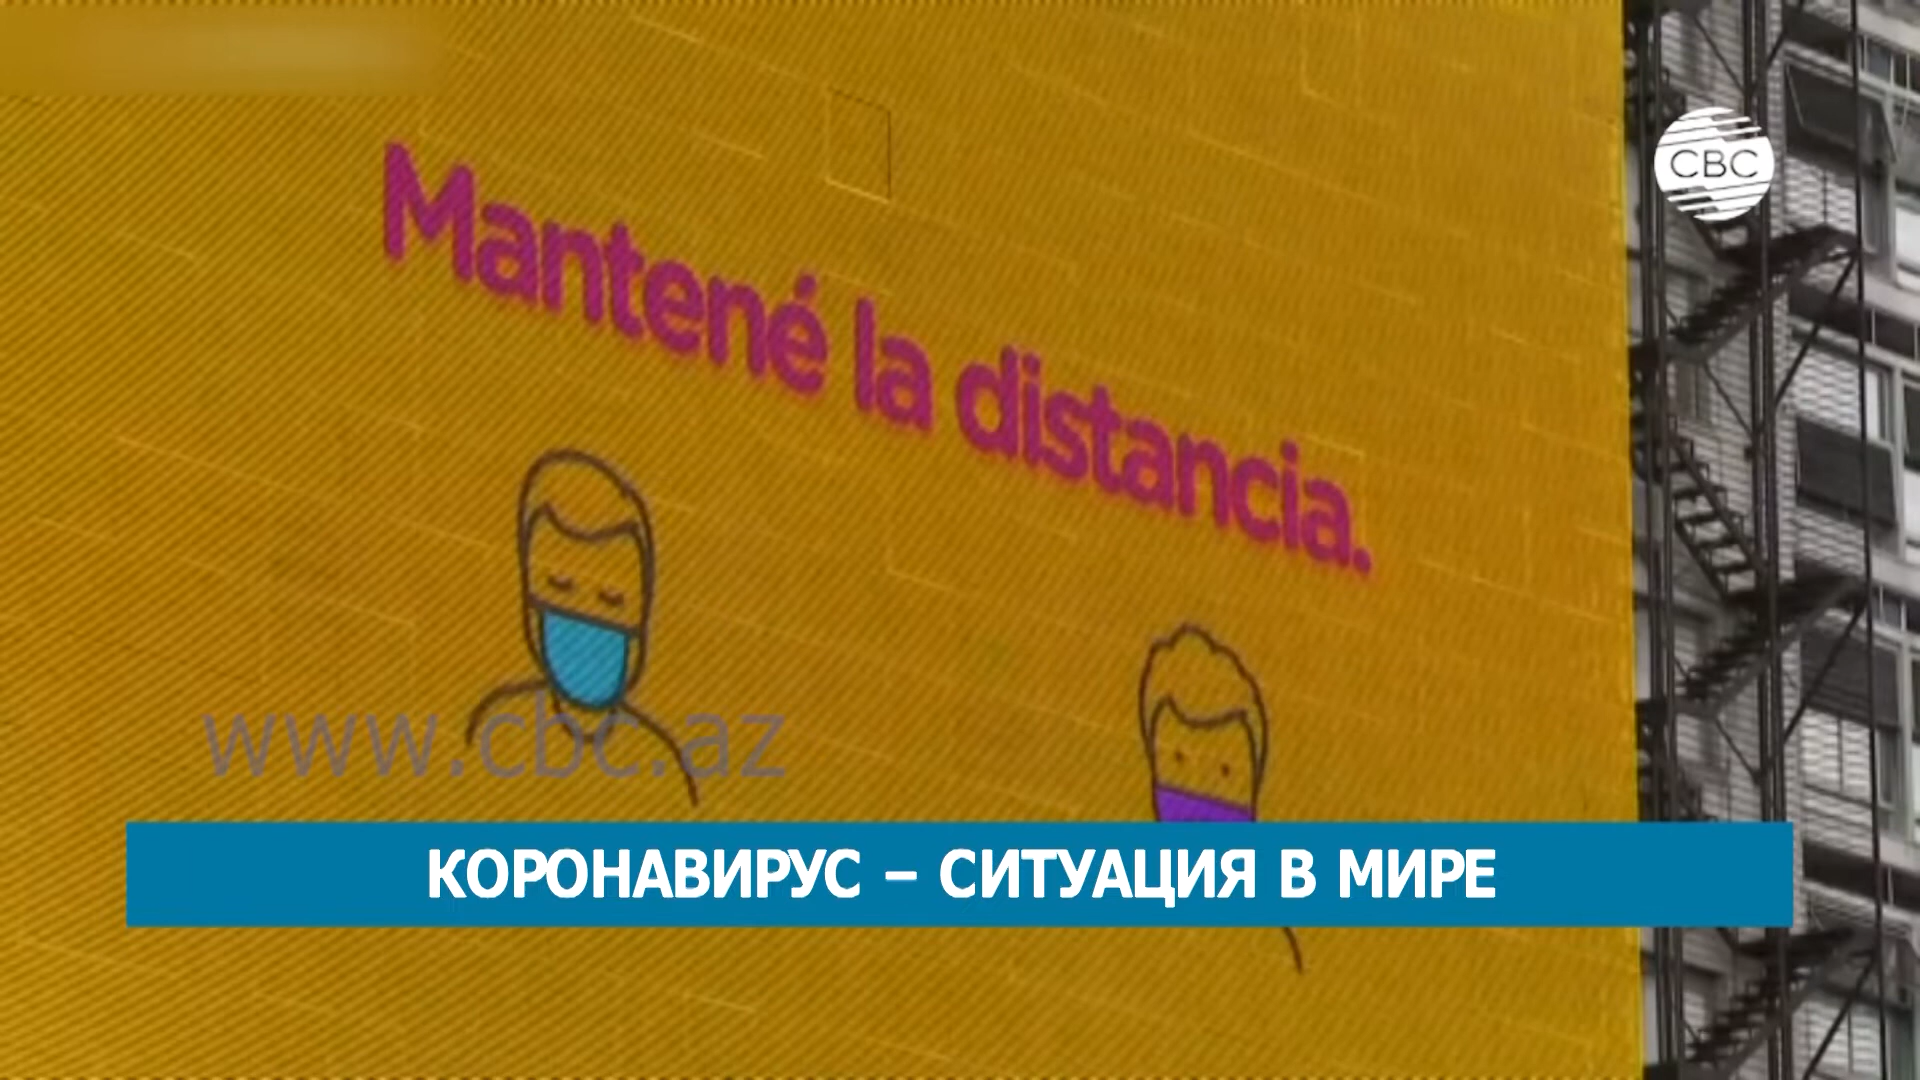 CBC
Mantené la distancia.
www.cbc.az
КОРОНАВИРУС – СИТУАЦИЯ В МИРЕ